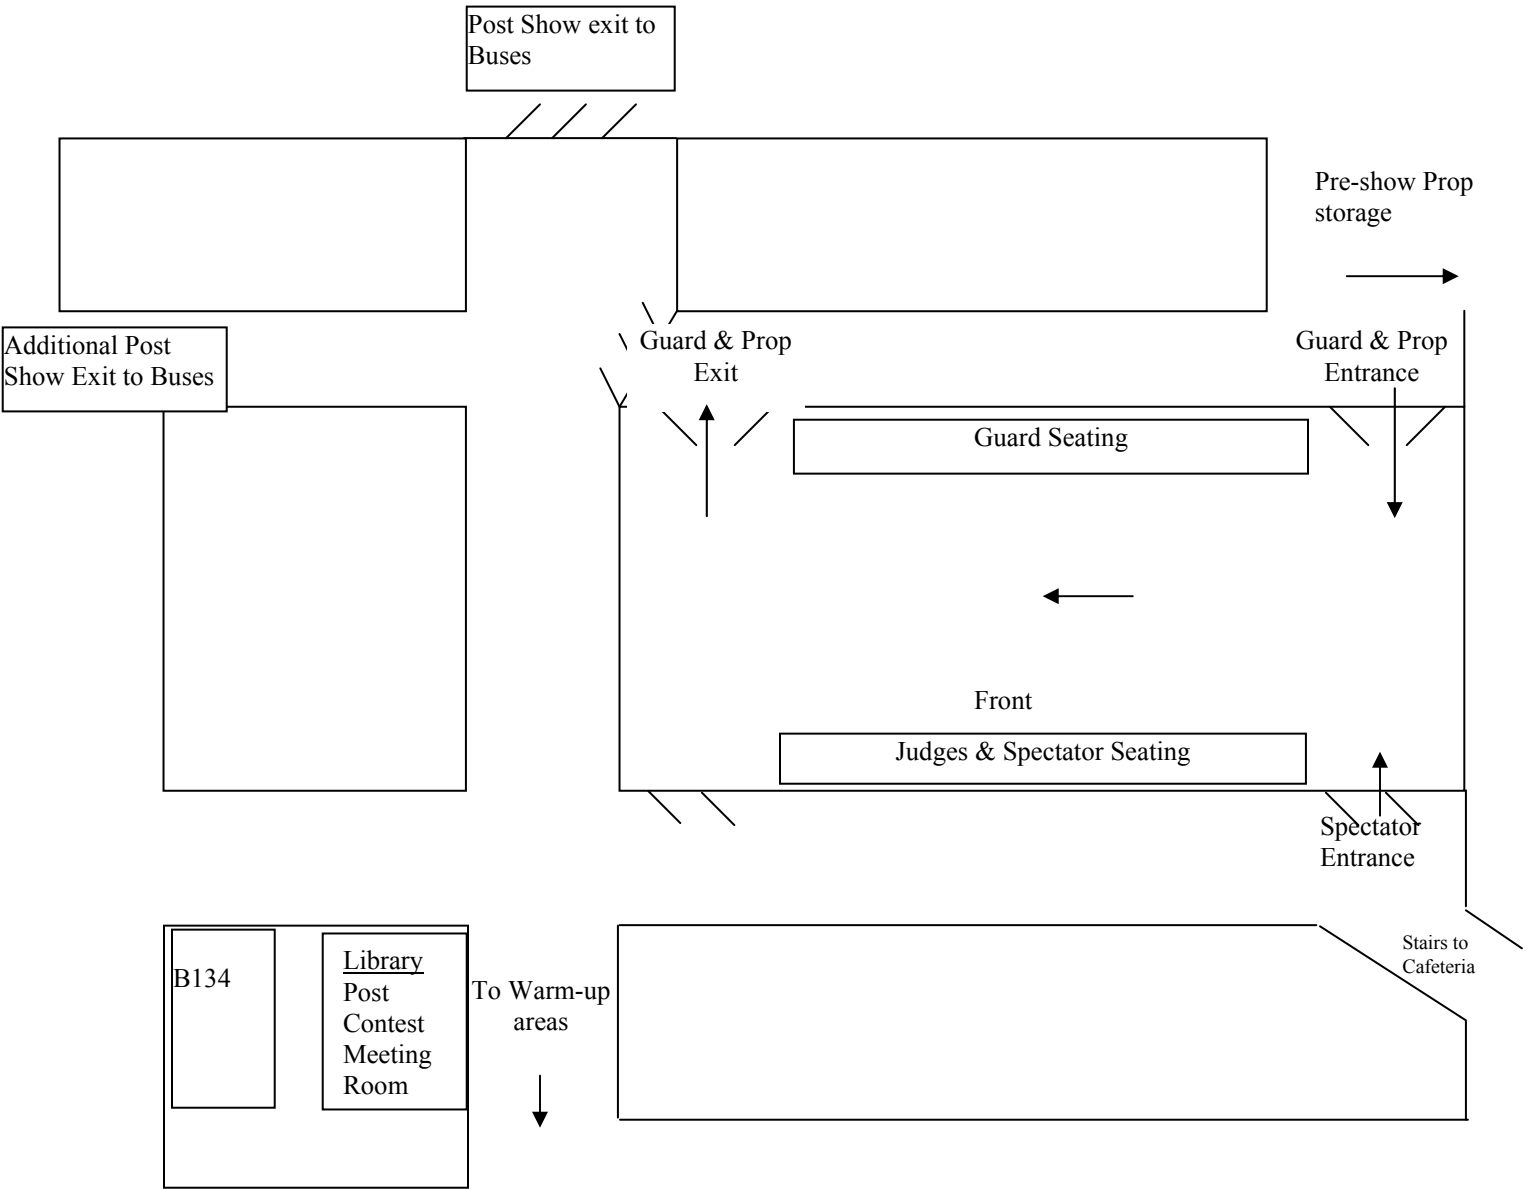 Post Show exit to
Buses
Pre-show Prop
storage
Additional Post
Show Exit to Buses
Guard & Prop
Exit
Guard & Prop
Entrance
Guard Seating
Front
Judges & Spectator Seating
Spectator
Entrance
Stairs to
Cafeteria
B134
Library
Post
Contest
Meeting
Room
To Warm-up
areas